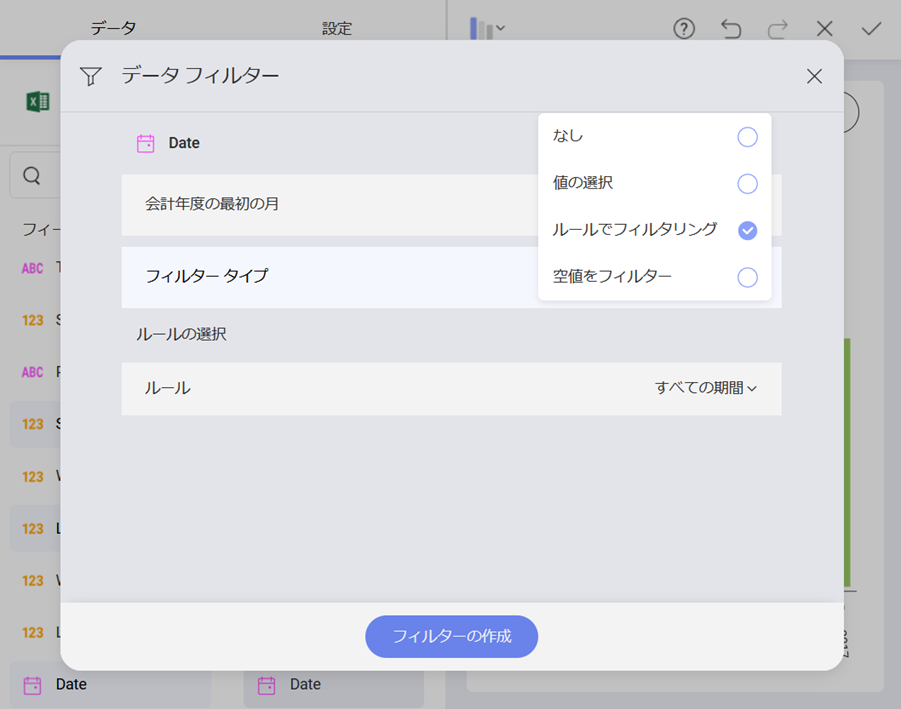 データ
設定
データ フィルター
Date
なし
会計年度の最初の月
値の選択
ルールでフィルタリング
フィルター タイプ
空値をフィルター
ルールの選択
ルール
すべての期間
フィルターの作成
フィー
ABC
123
ABC
123
123
123
123
123
Date
Date